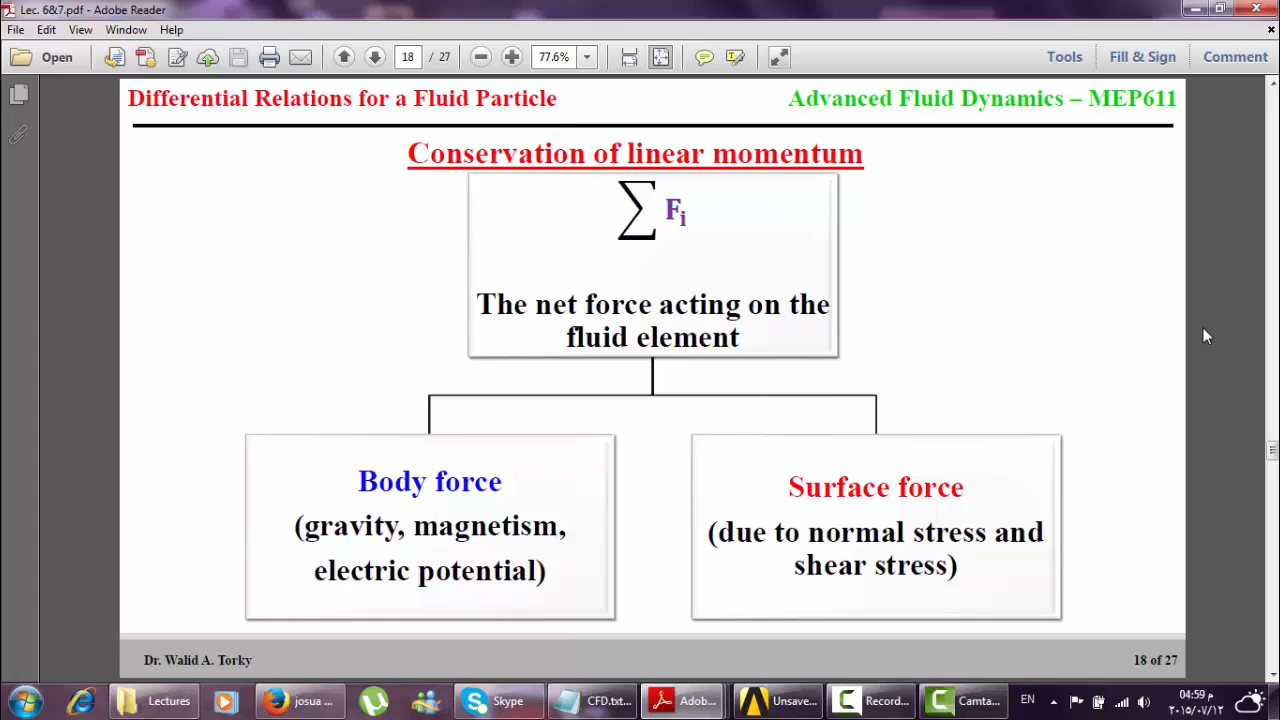 Lec. 6&7.pdf - Adobe Reader
File Edit View Window Help
Open 18 / 27 77.6% Tools Fill & Sign Comment
Differential Relations for a Fluid Particle Advanced Fluid Dynamics – MEP611
Conservation of linear momentum
∑ Fi
The net force acting on the
fluid element
Body force
(gravity, magnetism,
electric potential)
Surface force
(due to normal stress and
shear stress)
Dr. Walid A. Torky 18 of 27
Lectures josua ... Skype CFD.txt... Adob... Unsave... Record... Camta... EN 04:59 م
٢٠١٥/٠٧/١٢